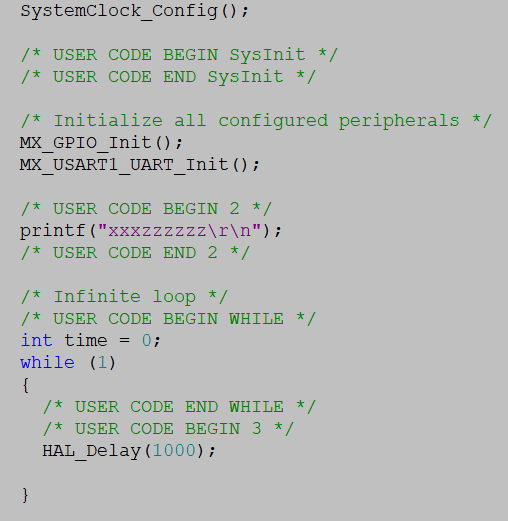 SystemClock_Config();
/* USER CODE BEGIN SysInit */
/* USER CODE END SysInit */
/* Initialize all configured peripherals */
MX_GPIO_Init();
MX_USART1_UART_Init();
/* USER CODE BEGIN 2 */
printf("xxxzzzzzz\r\n");
/* USER CODE END 2 */
/* Infinite loop */
/* USER CODE BEGIN WHILE */
int time = 0;
while (1)
{
/* USER CODE END WHILE */
/* USER CODE BEGIN 3 */
HAL_Delay(1000);
}